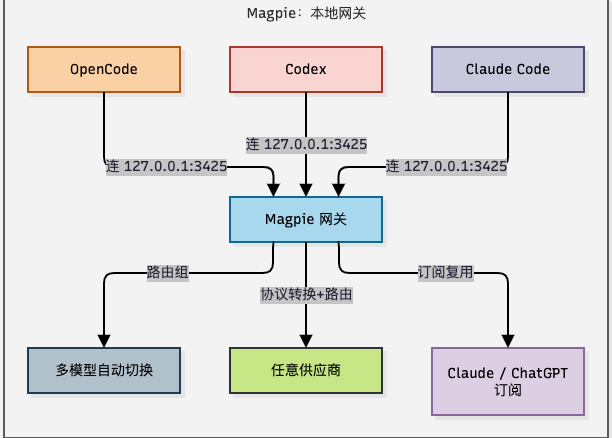 Magpie：本地网关
OpenCode
Codex
Claude Code
连 127.0.0.1:3425
连 127.0.0.1:3425
连 127.0.0.1:3425
Magpie 网关
路由组
协议转换+路由
订阅复用
多模型自动切换
任意供应商
Claude / ChatGPT
订阅